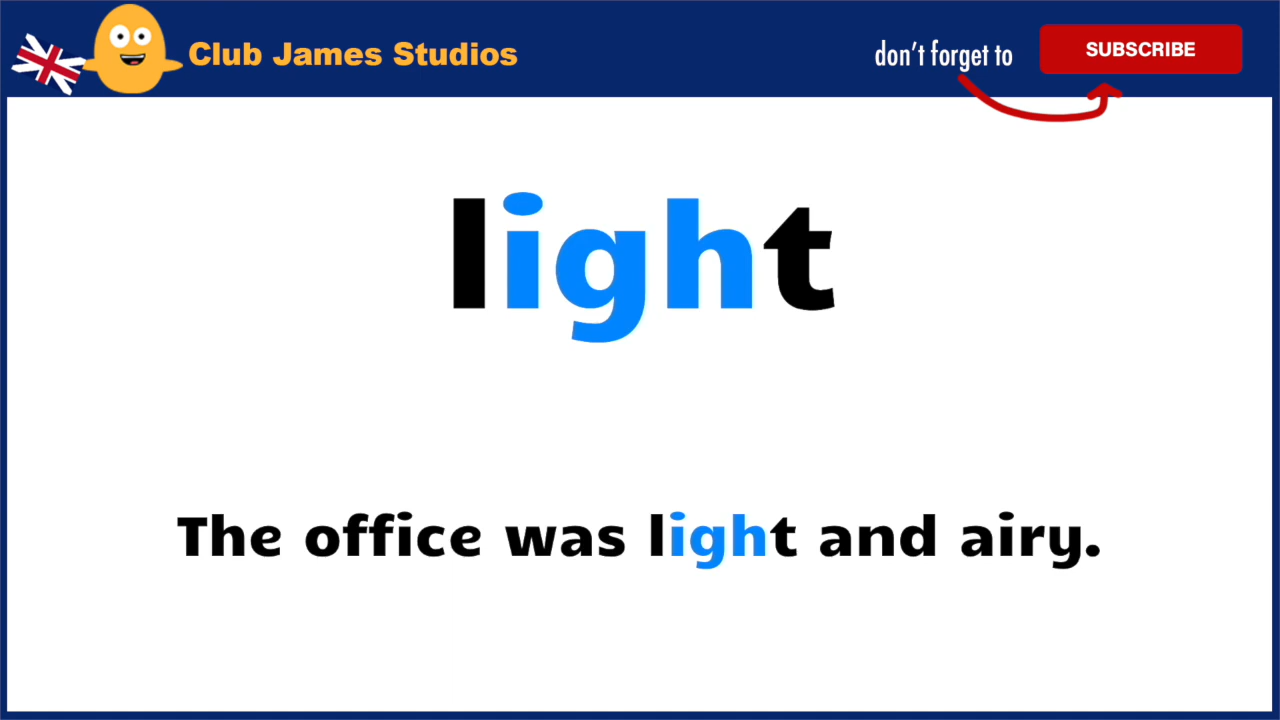 Club James Studios
don't forget to SUBSCRIBE
light
The office was light and airy.